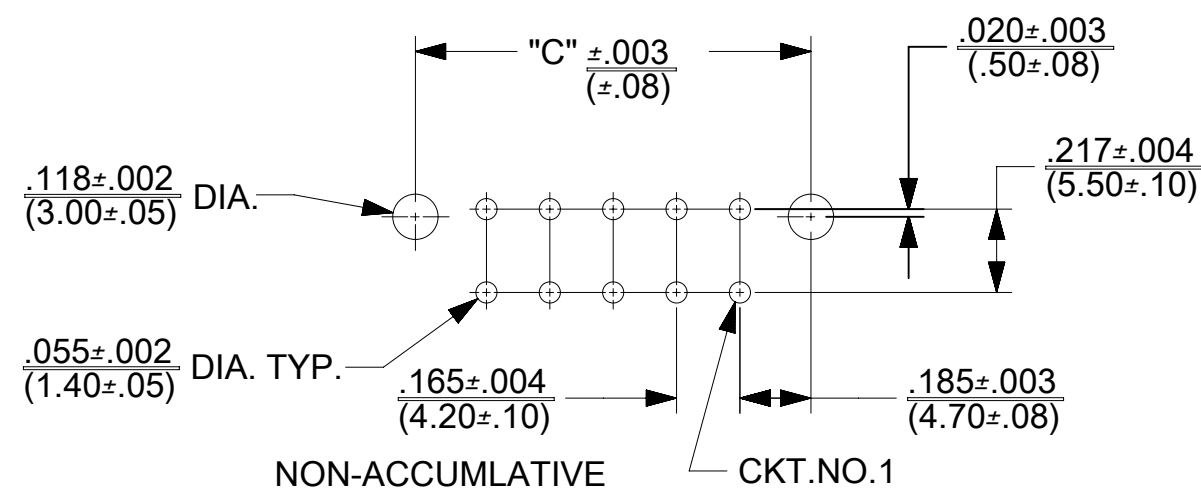 "C" ±.003
(±.08)
.020±.003
(.50±.08)
.217±.004
(5.50±.10)
.118±.002
(3.00±.05) DIA.
.055±.002
(1.40±.05) DIA. TYP.
.165±.004
(4.20±.10)
.185±.003
(4.70±.08)
NON-ACCUMLATIVE
CKT.NO.1